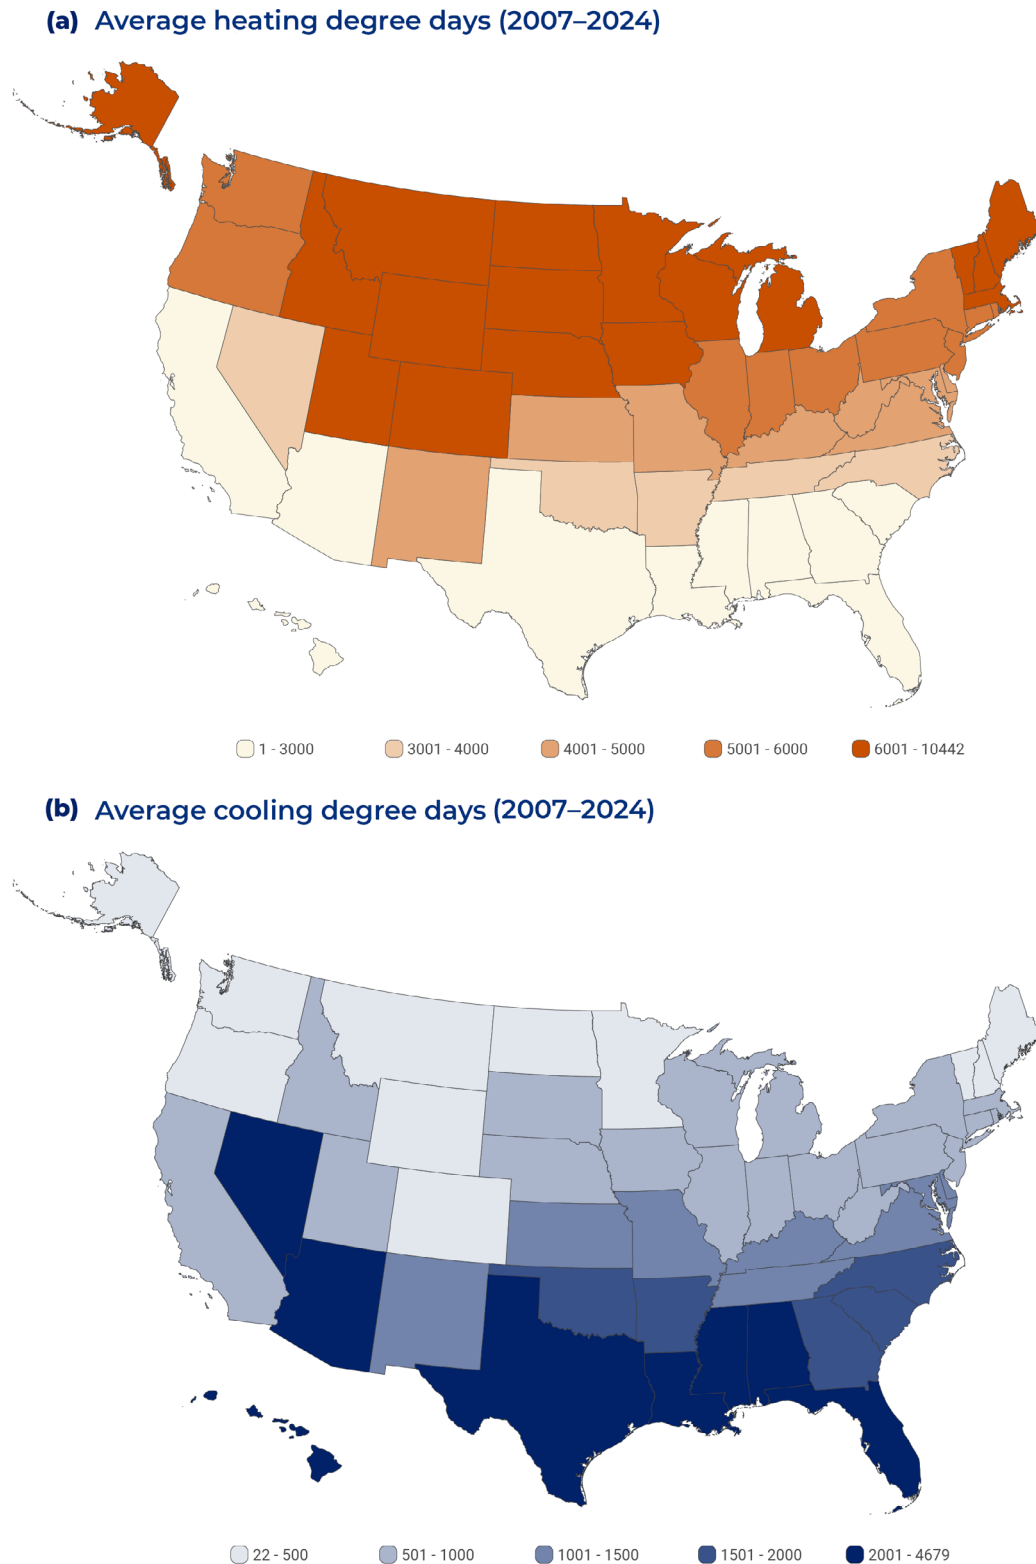 (a) Average heating degree days (2007–2024)
1 - 3000 3001 - 4000 4001 - 5000 5001 - 6000 6001 - 10442
(b) Average cooling degree days (2007–2024)
22 - 500 501 - 1000 1001 - 1500 1501 - 2000 2001 - 4679